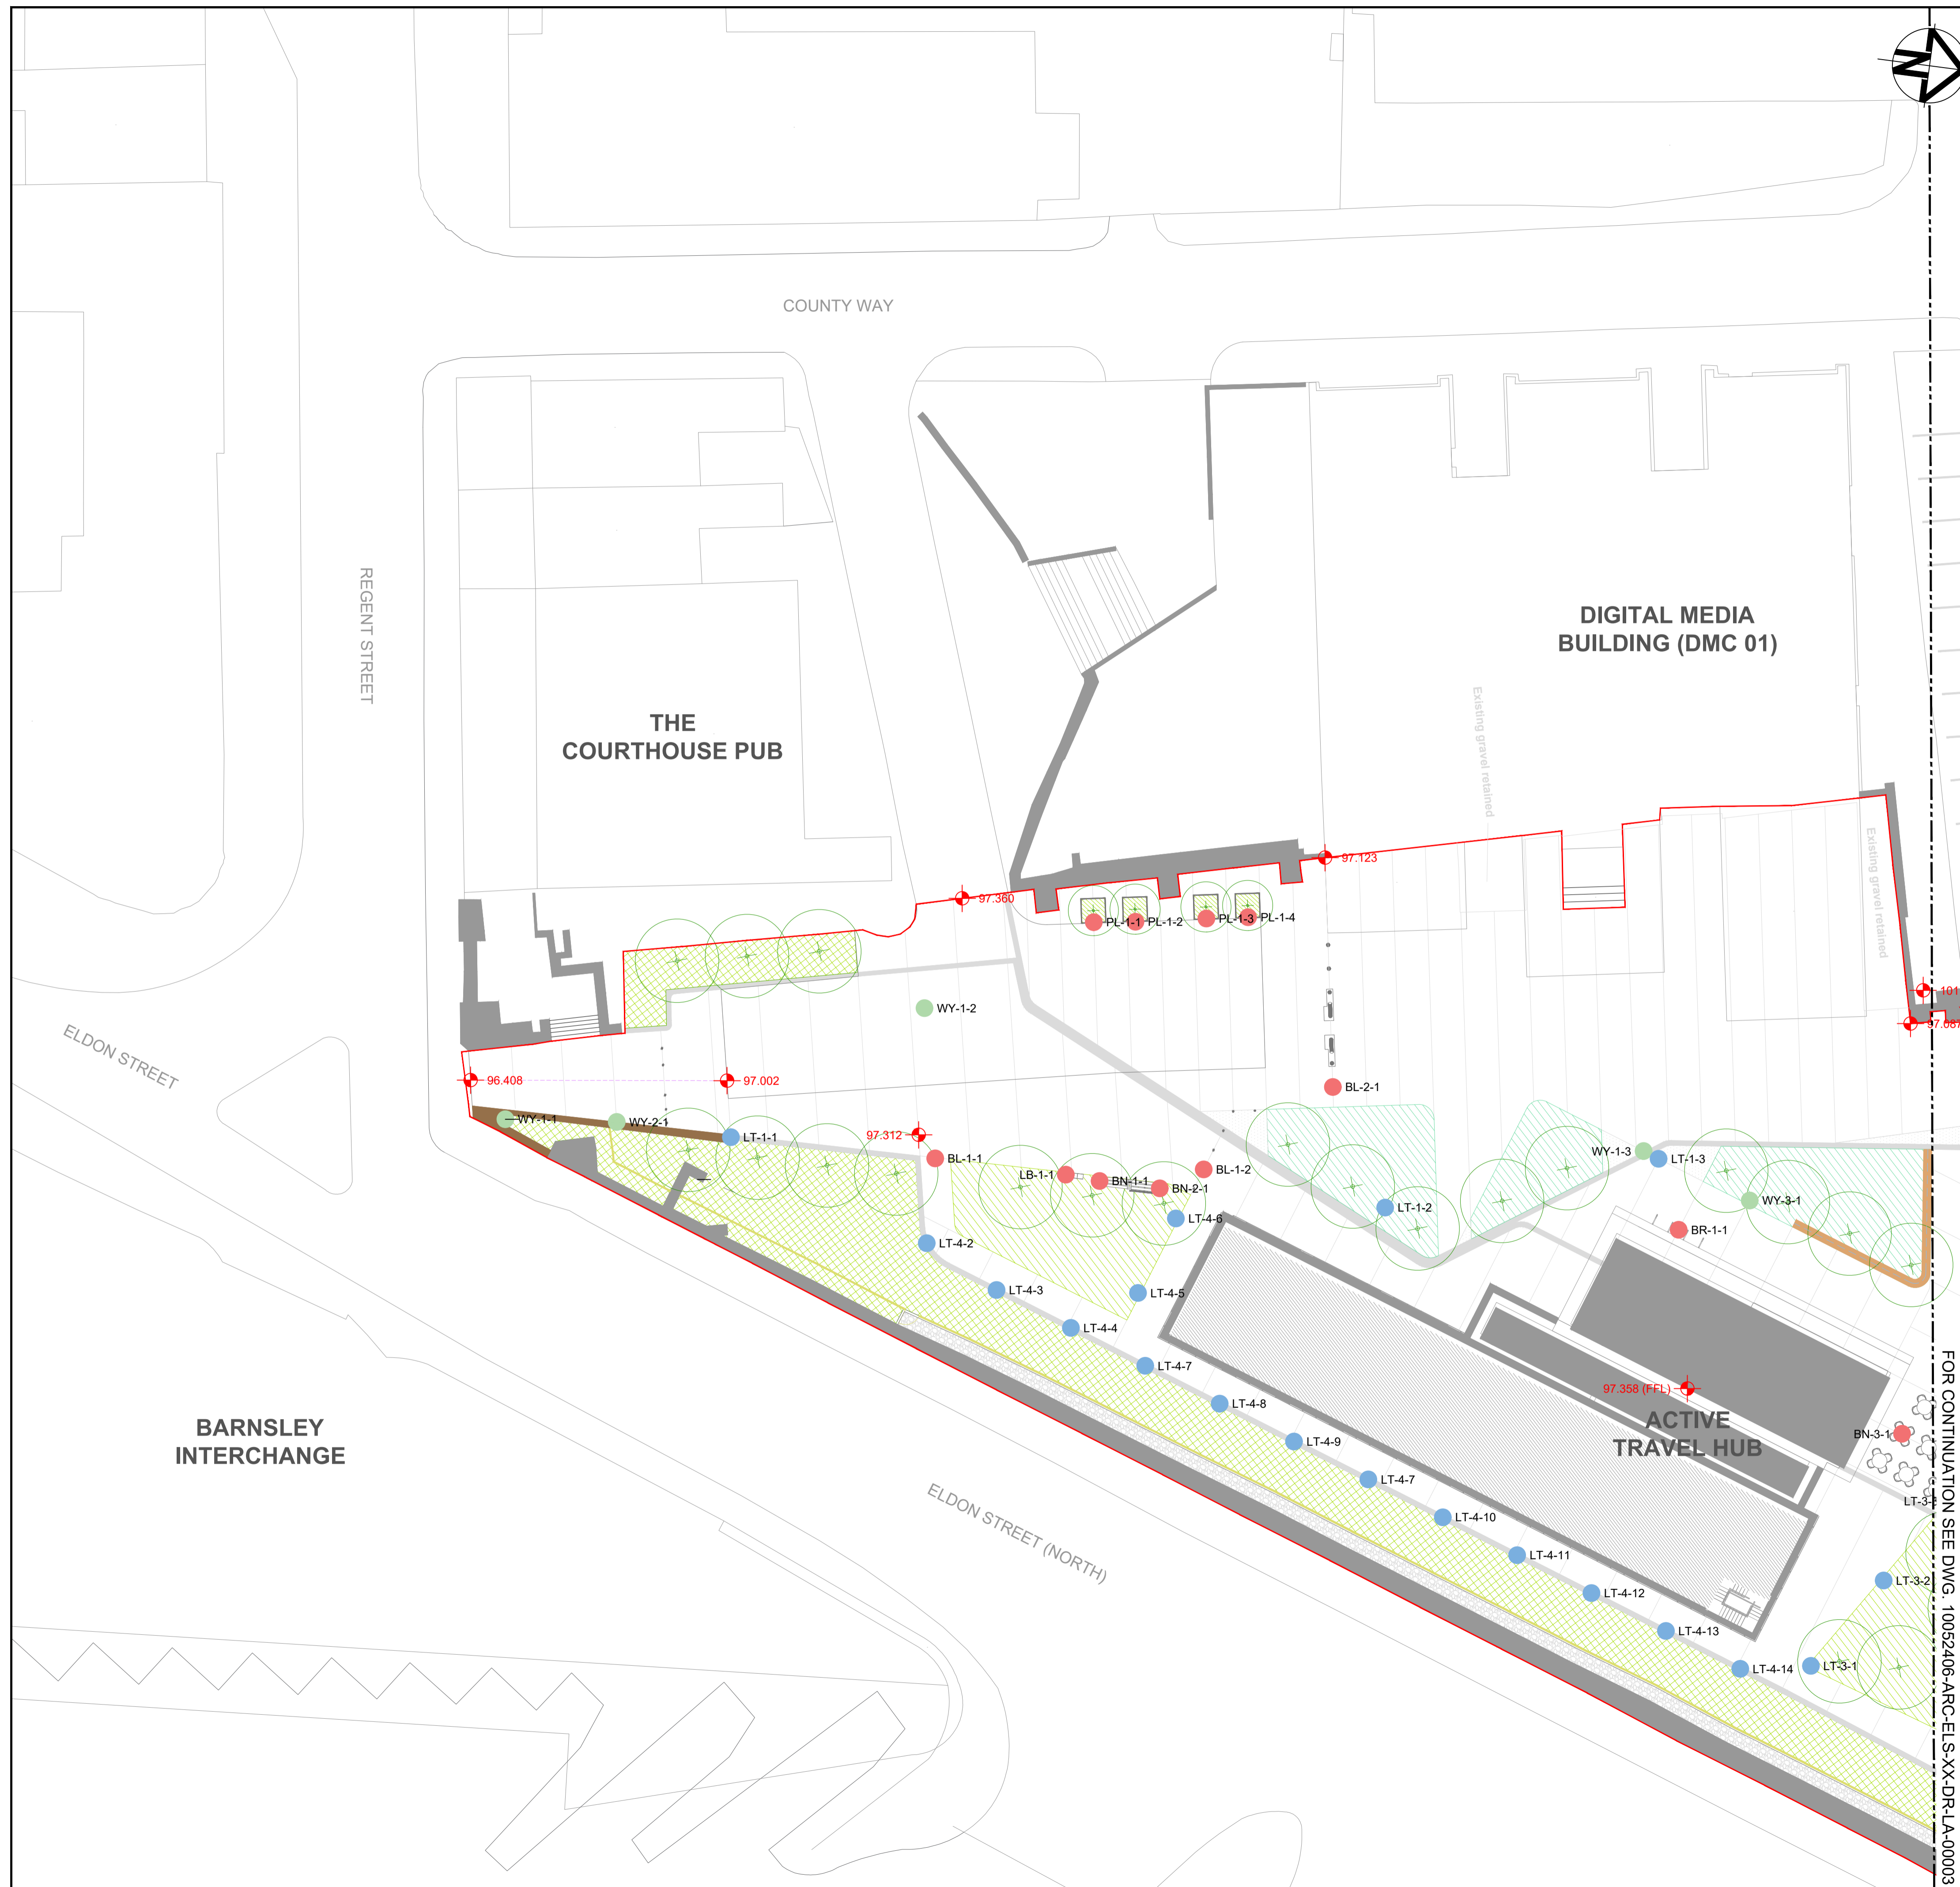 N
COUNTY WAY
REGENT STREET
DIGITAL MEDIA
BUILDING (DMC 01)
Existing gravel retained
THE
COURTHOUSE PUB
Existing gravel retained
97.123
97.360
PL-1-1
PL-1-2
PL-1-3
PL-1-4
WY-1-2
ELDON STREET
96.408
97.002
BL-2-1
97.087
WY-1-1
WY-2-1
LT-1-1
97.312
BL-1-1
LB-1-1
BN-1-1
BN-2-1
BL-1-2
WY-1-3
LT-1-3
LT-1-2
WY-3-1
LT-4-6
BR-1-1
LT-4-2
LT-4-3
LT-4-5
LT-4-4
LT-4-7
97.358 (FFL)
LT-4-8
ACTIVE
TRAVEL HUB
BARNSLEY
INTERCHANGE
LT-4-9
BN-3-1
LT-4-7
ELDON STREET (NORTH)
LT-4-10
LT-4-11
LT-3-2
LT-4-12
LT-4-13
LT-4-14
LT-3-1
FOR CONTINUATION SEE DWG. 10052406-ARC-ELS-XX-DR-LA-00003